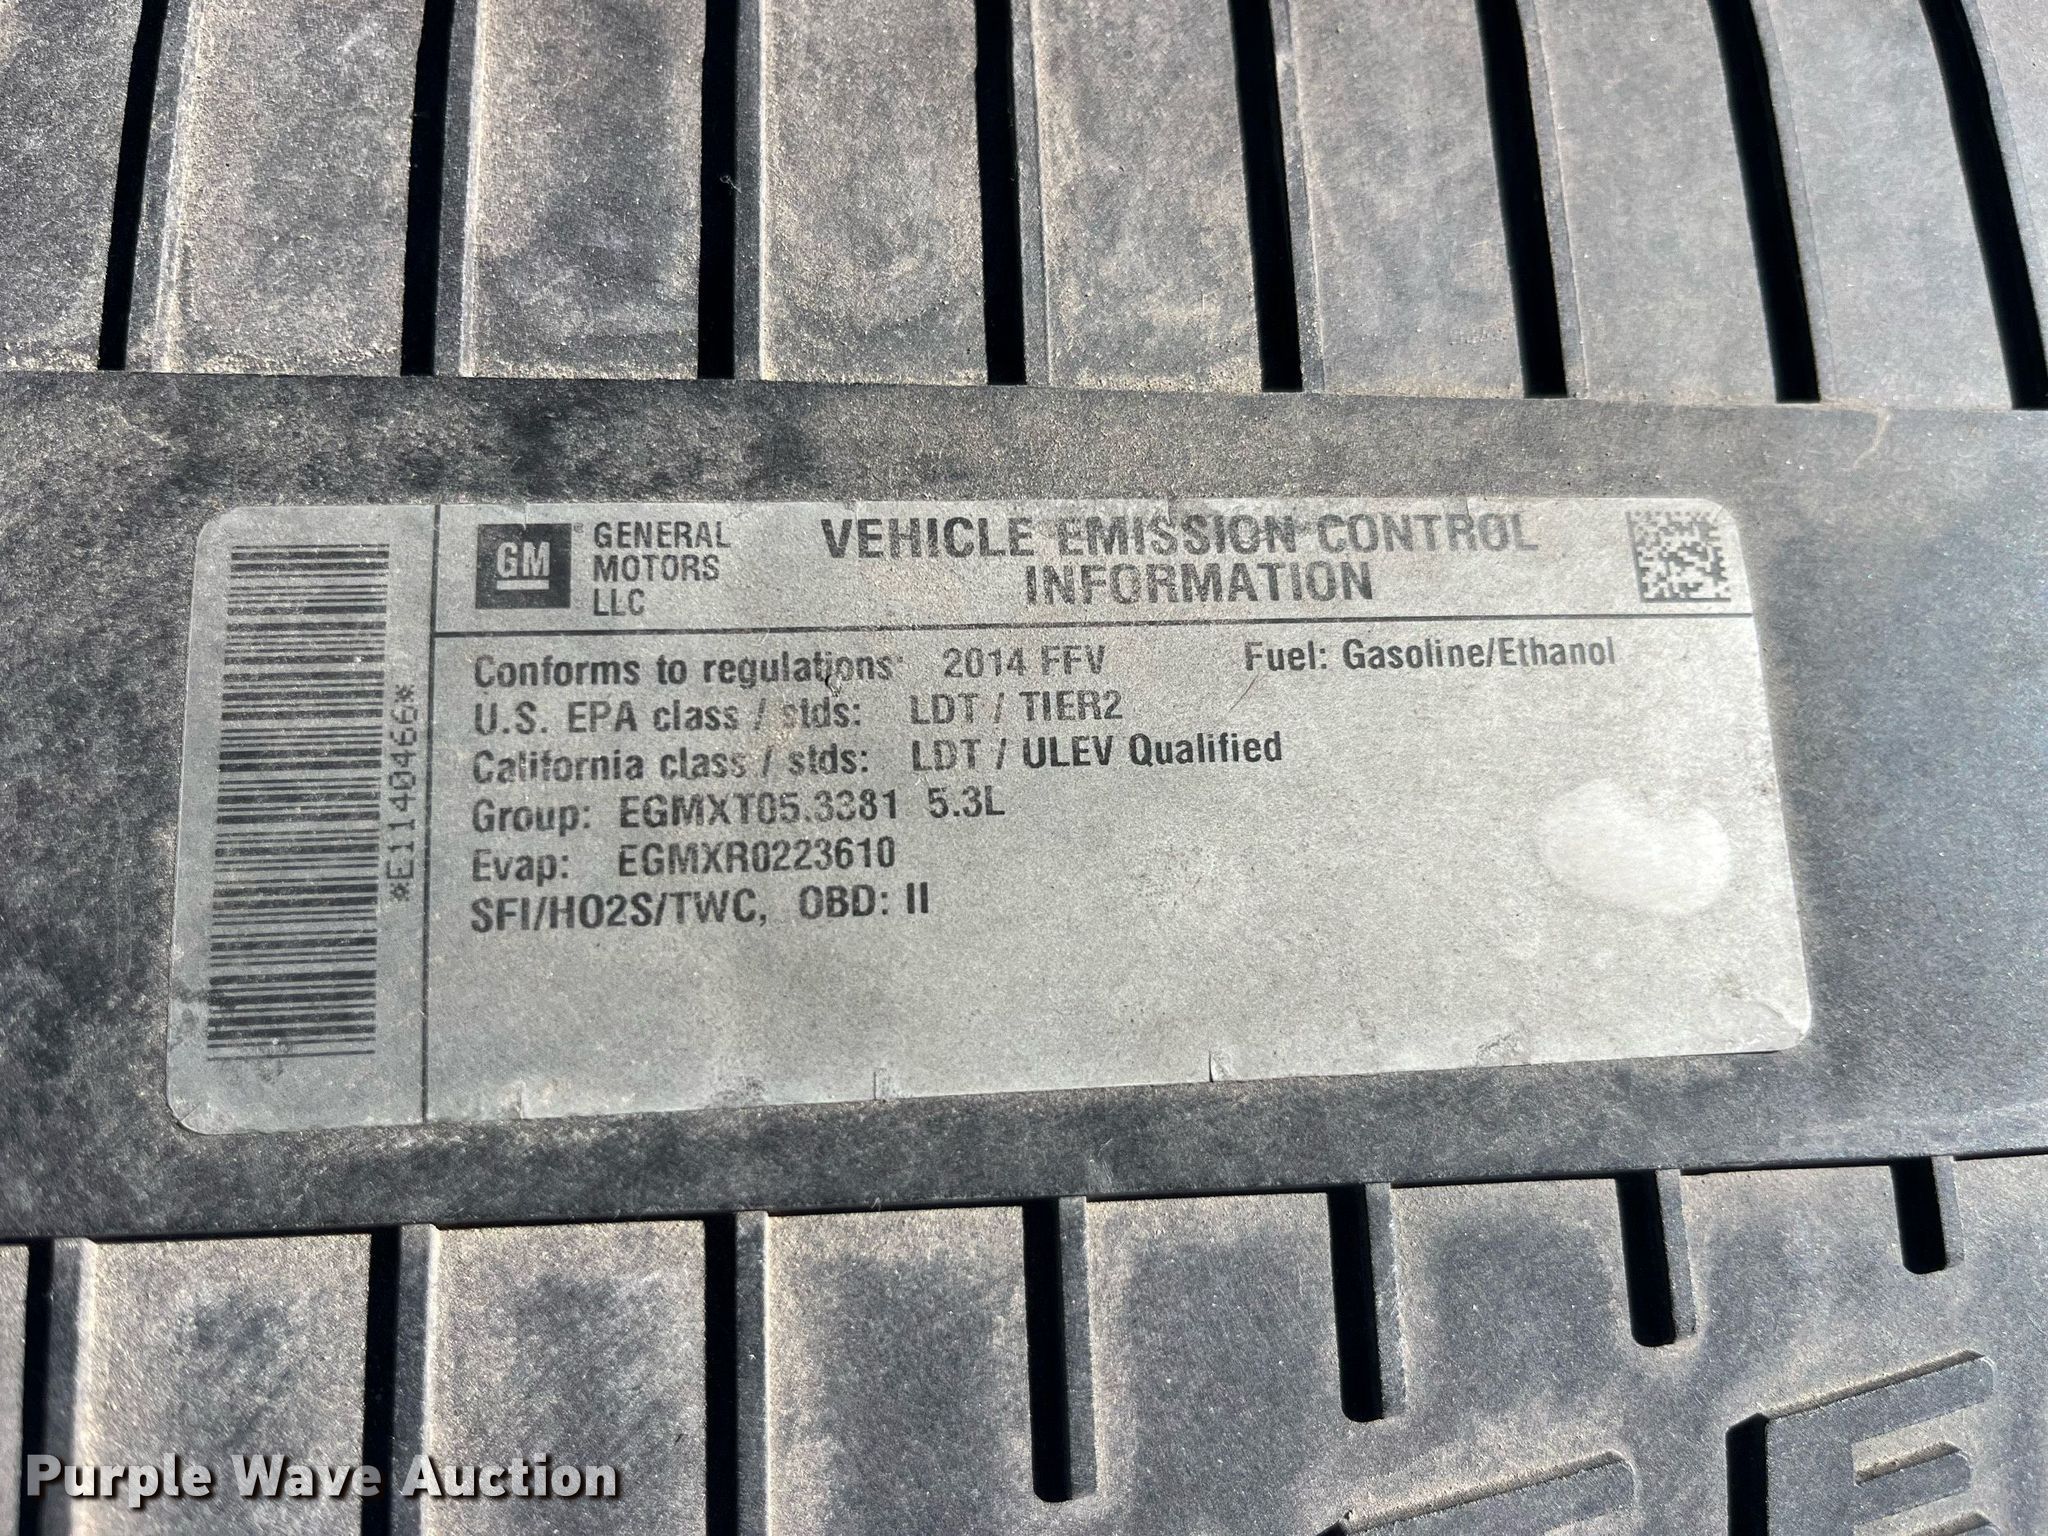 GM
GENERAL
MOTORS
LLC
VEHICLE EMISSION CONTROL
INFORMATION
*E1140466*
Conforms to regulations: 2014 FFV Fuel: Gasoline/Ethanol
U.S. EPA class / stds: LDT / TIER2
California class / stds: LDT / ULEV Qualified
Group: EGMXT05.3381 5.3L
Evap: EGMXR0223610
SFI/HO2S/TWC, OBD: II
Purple Wave Auction